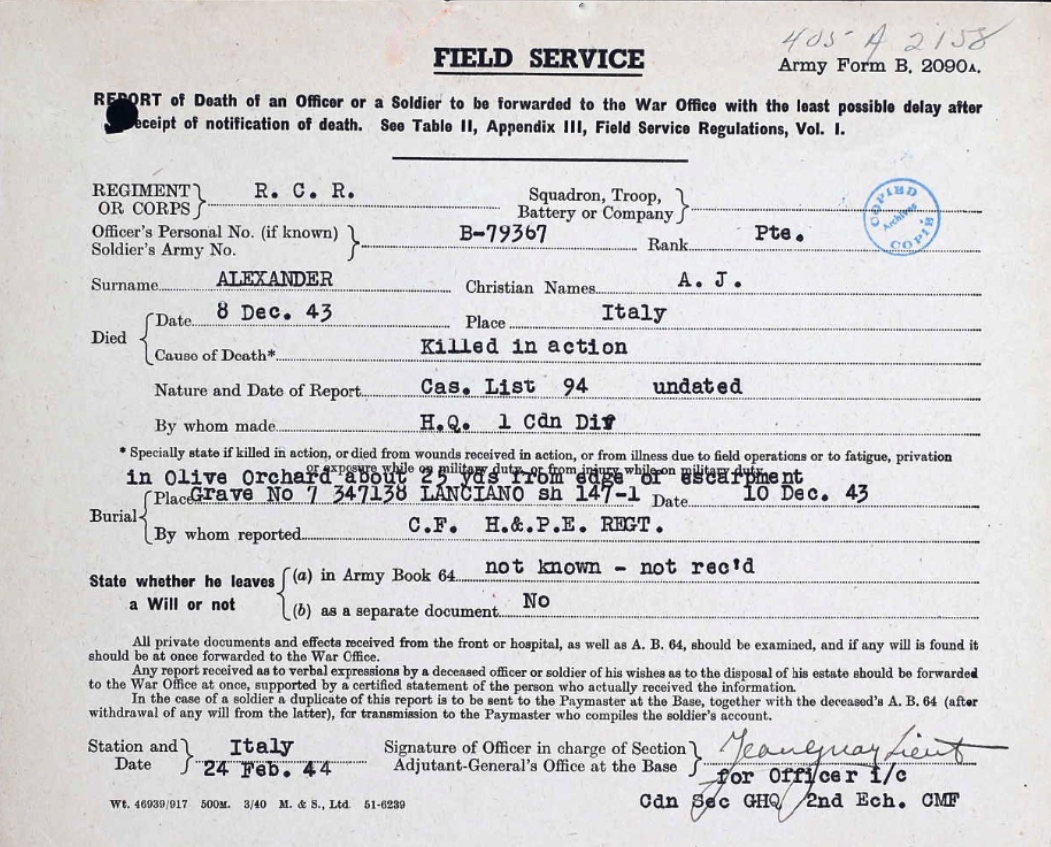 405-A 2158
FIELD SERVICE
Army Form B. 2090A.
REPORT of Death of an Officer or a Soldier to be forwarded to the War Office with the least possible delay after
eceipt of notification of death. See Table II, Appendix III, Field Service Regulations, Vol. I.
REGIMENT OR CORPS R. C. R. Squadron, Troop, Battery or Company
COPIED Archives COPIE
Officer's Personal No. (if known) Soldier's Army No. B-79367 Rank Pte.
Surname ALEXANDER Christian Names A. J.
Died Date 8 Dec. 43 Place Italy
Cause of Death* Killed in action
Nature and Date of Report Cas. List 94 undated
By whom made H.Q. 1 Cdn Div
* Specially state if killed in action, or died from wounds received in action, or from illness due to field operations or to fatigue, privation
or exposure while on military duty, or from injury while on military duty.
in Olive Orchard about 25 yds from edge of escarpment
Burial Place Grave No 7 347138 LANCIANO sh 147-1 Date 10 Dec. 43
By whom reported C.F. H.&.P.E. REGT.
State whether he leaves a Will or not (a) in Army Book 64 not known - not rec'd
(b) as a separate document No
All private documents and effects received from the front or hospital, as well as A. B. 64, should be examined, and if any will is found it
should be at once forwarded to the War Office.
Any report received as to verbal expressions by a deceased officer or soldier of his wishes as to the disposal of his estate should be forwarded
to the War Office at once, supported by a certified statement of the person who actually received the information.
In the case of a soldier a duplicate of this report is to be sent to the Paymaster at the Base, together with the deceased's A. B. 64 (after
withdrawal of any will from the latter), for transmission to the Paymaster who compiles the soldier's account.
Station and Date Italy 24 Feb. 44
Signature of Officer in charge of Section Adjutant-General's Office at the Base Lieut
for Officer i/c
Cdn Sec GHQ 2nd Ech. CMF
Wt. 46939/917 500M. 3/40 M. & S., Ltd. 51-6239